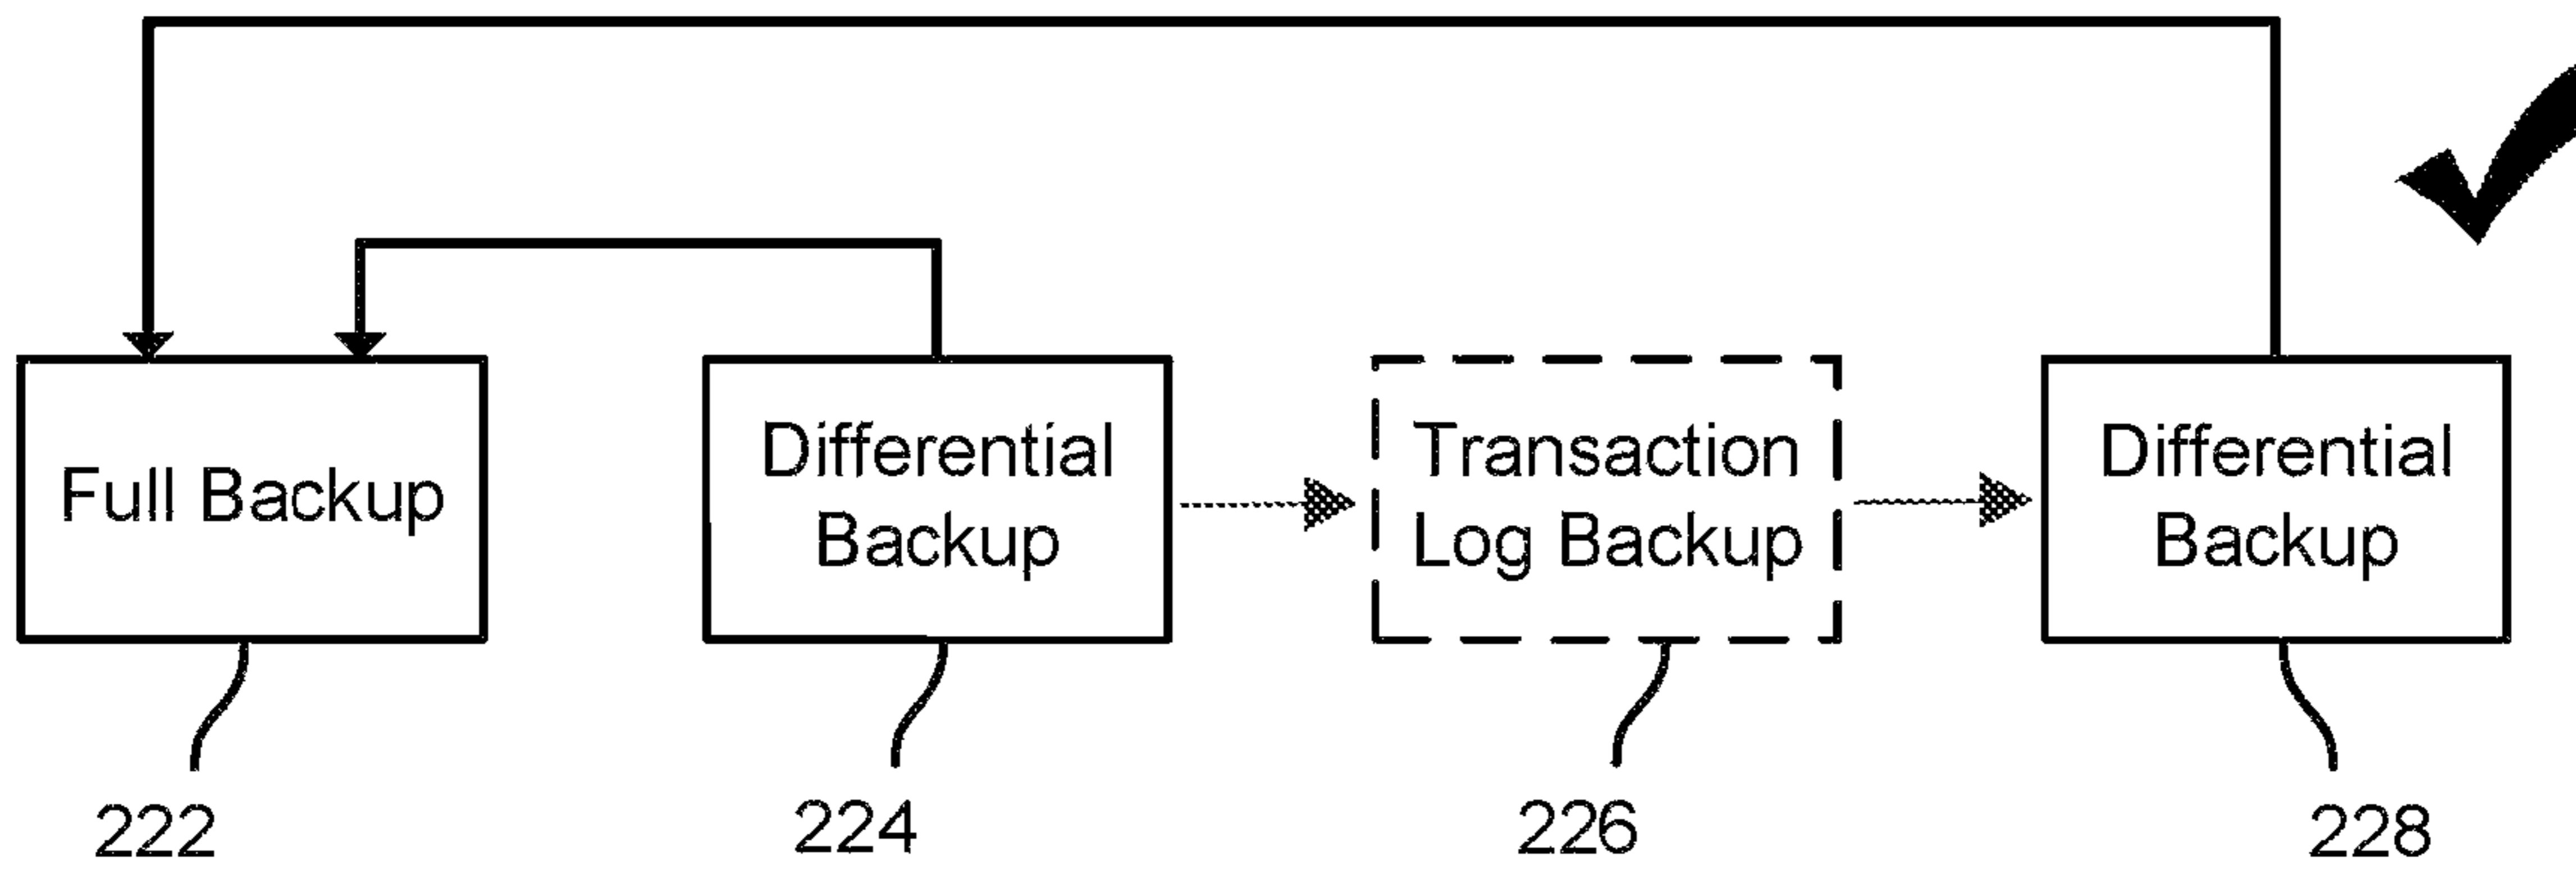 Full Backup
Differential
Backup
Transaction
Log Backup
Differential
Backup
222
224
226
228